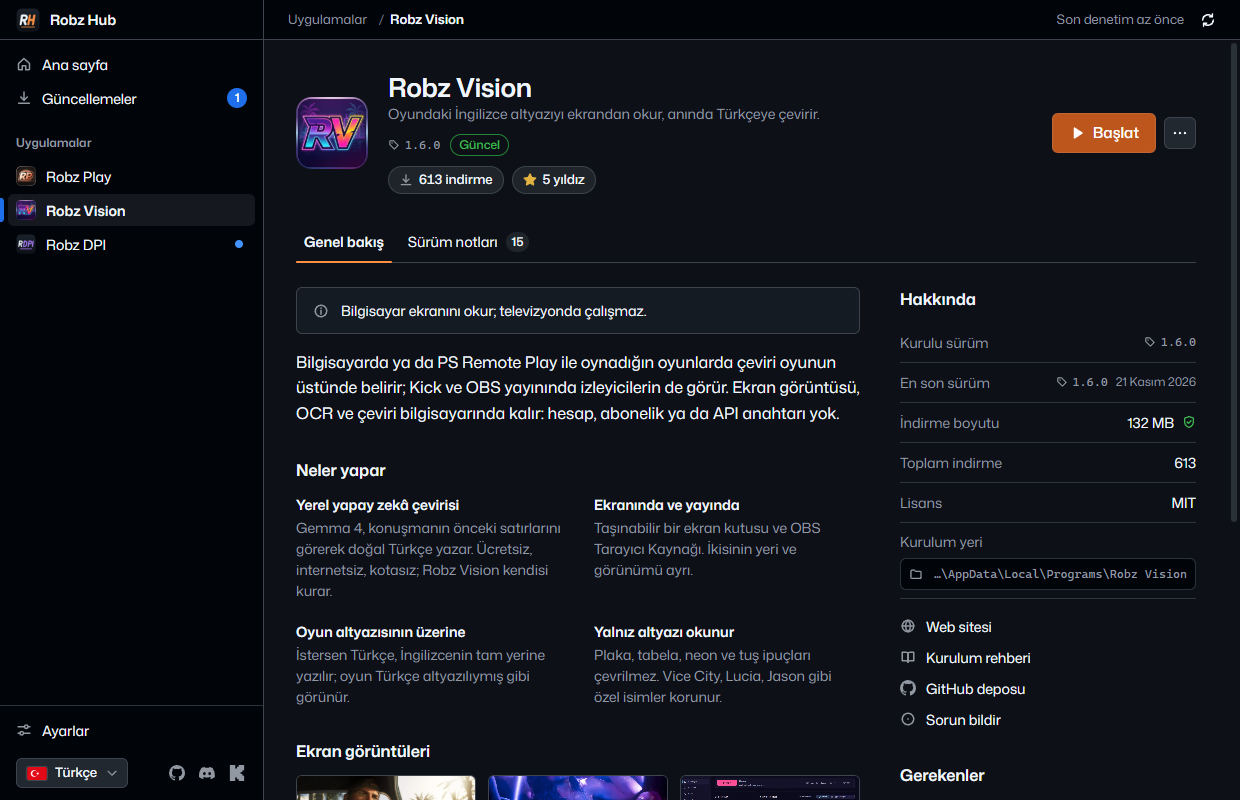 RH Robz Hub
Uygulamalar / Robz Vision
Son denetim az önce
Ana sayfa
Güncellemeler 1
Uygulamalar
RP Robz Play
RV Robz Vision
RDPI Robz DPI
RV
Robz Vision
Oyundaki İngilizce altyazıyı ekrandan okur, anında Türkçeye çevirir.
1.6.0 Güncel
613 indirme 5 yıldız
Başlat ...
Genel bakış Sürüm notları 15
Bilgisayar ekranını okur; televizyonda çalışmaz.
Bilgisayarda ya da PS Remote Play ile oynadığın oyunlarda çeviri oyunun
üstünde belirir; Kick ve OBS yayınında izleyicilerin de görür. Ekran görüntüsü,
OCR ve çeviri bilgisayarında kalır: hesap, abonelik ya da API anahtarı yok.
Neler yapar
Yerel yapay zekâ çevirisi
Gemma 4, konuşmanın önceki satırlarını
görerek doğal Türkçe yazar. Ücretsiz,
internetsiz, kotasız; Robz Vision kendisi
kurar.
Ekranında ve yayında
Taşınabilir bir ekran kutusu ve OBS
Tarayıcı Kaynağı. İkisinin yeri ve
görünümü ayrı.
Oyun altyazısının üzerine
İstersen Türkçe, İngilizcenin tam yerine
yazılır; oyun Türkçe altyazılıymış gibi
görünür.
Yalnız altyazı okunur
Plaka, tabela, neon ve tuş ipuçları
çevrilmez. Vice City, Lucia, Jason gibi
özel isimler korunur.
Ekran görüntüleri
Hakkında
Kurulu sürüm 1.6.0
En son sürüm 1.6.0 21 Kasım 2026
İndirme boyutu 132 MB
Toplam indirme 613
Lisans MIT
Kurulum yeri
…\AppData\Local\Programs\Robz Vision
Web sitesi
Kurulum rehberi
GitHub deposu
Sorun bildir
Gerekenler
Ayarlar
Türkçe